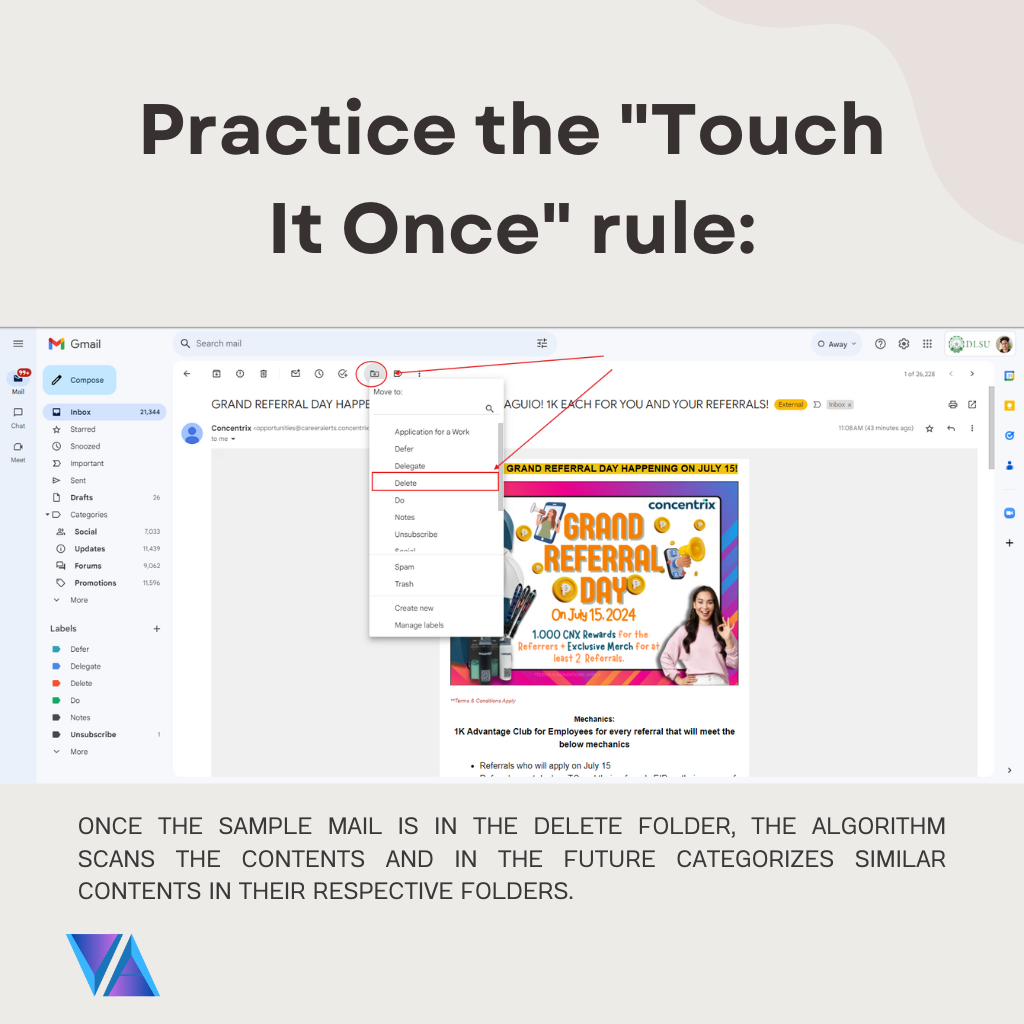 Practice the "Touch
It Once" rule:
Gmail
Search mail
Away
DLSU
99+
Mail
Compose
1 of 26,228
Move to:
Inbox 21,344
GRAND REFERRAL DAY HAPPE
AGUIO! 1K EACH FOR YOU AND YOUR REFERRALS!
External
Inbox x
Chat
Starred
Concentrix <opportunities@careeralerts.concentrix
11:08AM (43 minutes ago)
to me
Meet
Snoozed
Important
Sent
Drafts 26
Categories
Social 7,033
Updates 11,439
Forums 9,062
Promotions 11,596
More
Labels
Defer
Delegate
Delete
Do
Notes
Unsubscribe 1
More
Application for a Work
Defer
Delegate
Delete
Do
Notes
Unsubscribe
Social
Spam
Trash
Create new
Manage labels
GRAND REFERRAL DAY HAPPENING ON JULY 15!
concentrix
GRAND
REFERRAL
DAY
On July 15, 2024
1,000 CNX Rewards for the
Referrers + Exclusive Merch for at
least 2 Referrals.
**Terms & Conditions Apply
Mechanics:
1K Advantage Club for Employees for every referral that will meet the
below mechanics
• Referrals who will apply on July 15
ONCE THE SAMPLE MAIL IS IN THE DELETE FOLDER, THE ALGORITHM
SCANS THE CONTENTS AND IN THE FUTURE CATEGORIZES SIMILAR
CONTENTS IN THEIR RESPECTIVE FOLDERS.
VA